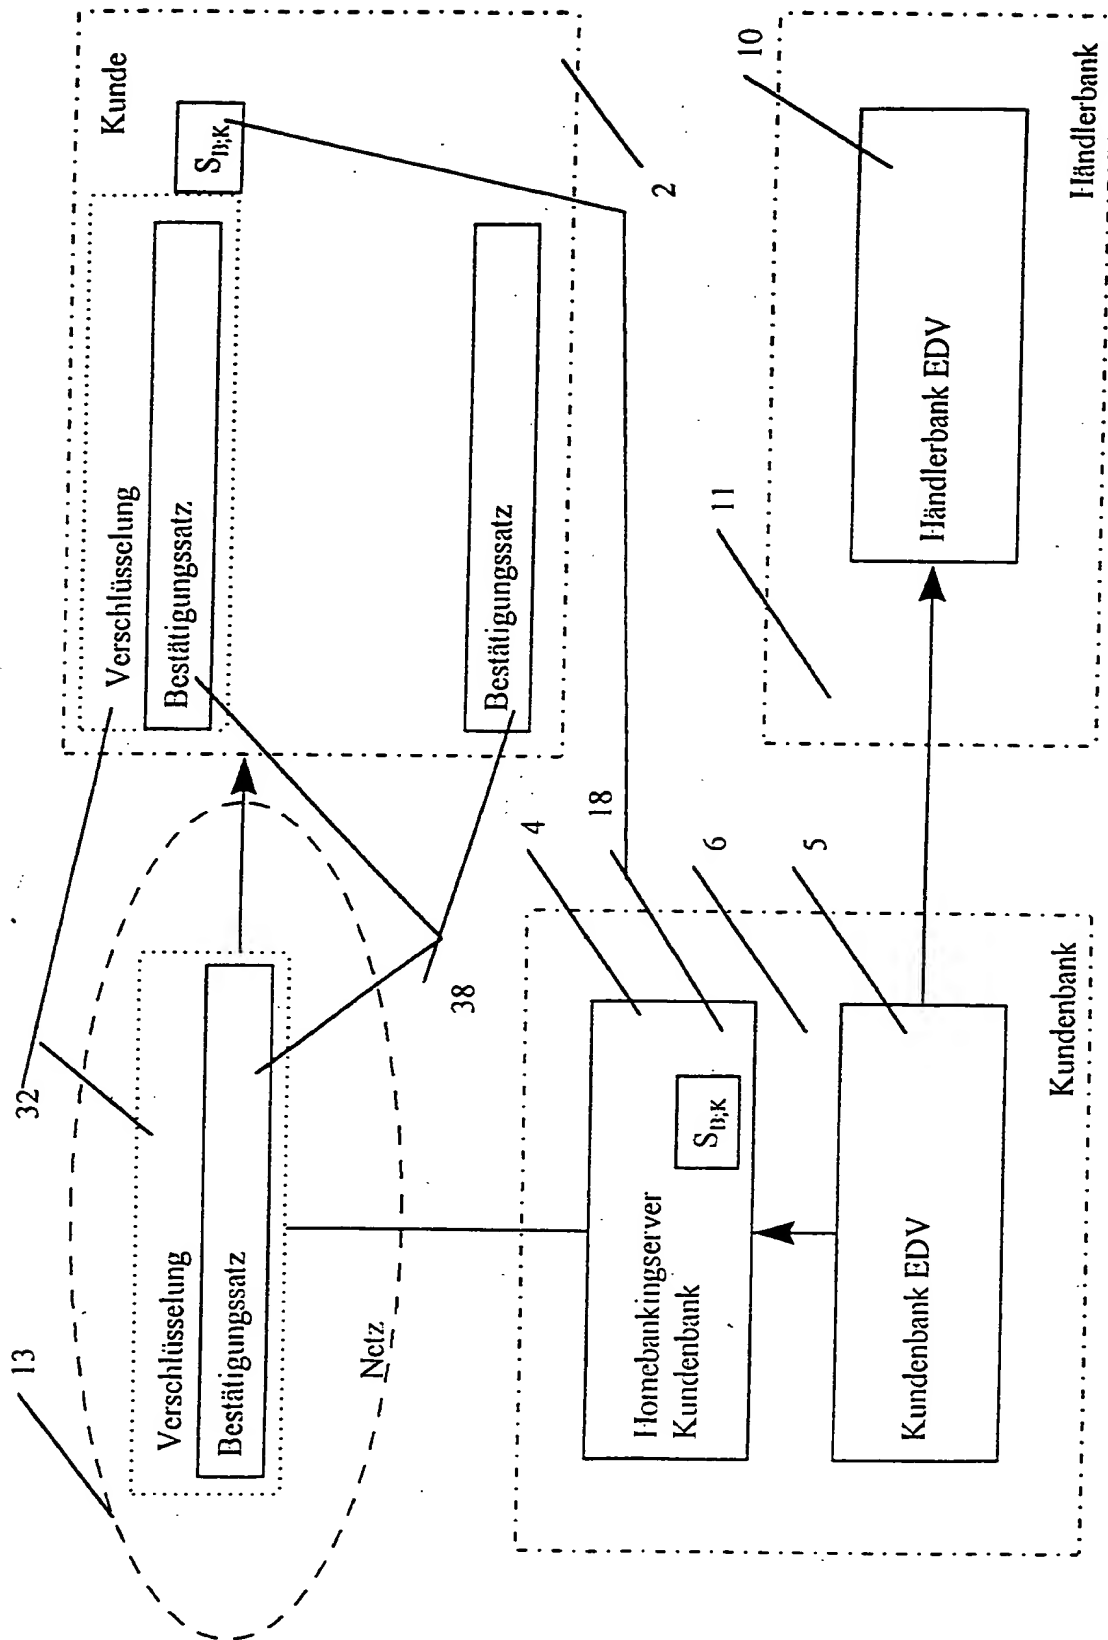 13
32
Verschlüsselung
Bestätigungssatz
Netz
38
Verschlüsselung
Bestätigungssatz
Kunde
S_B;K
Bestätigungssatz
2
4
18
6
5
Homebankingserver
Kundenbank
S_B;K
Kundenbank EDV
Kundenbank
11
10
Händlerbank EDV
Händlerbank